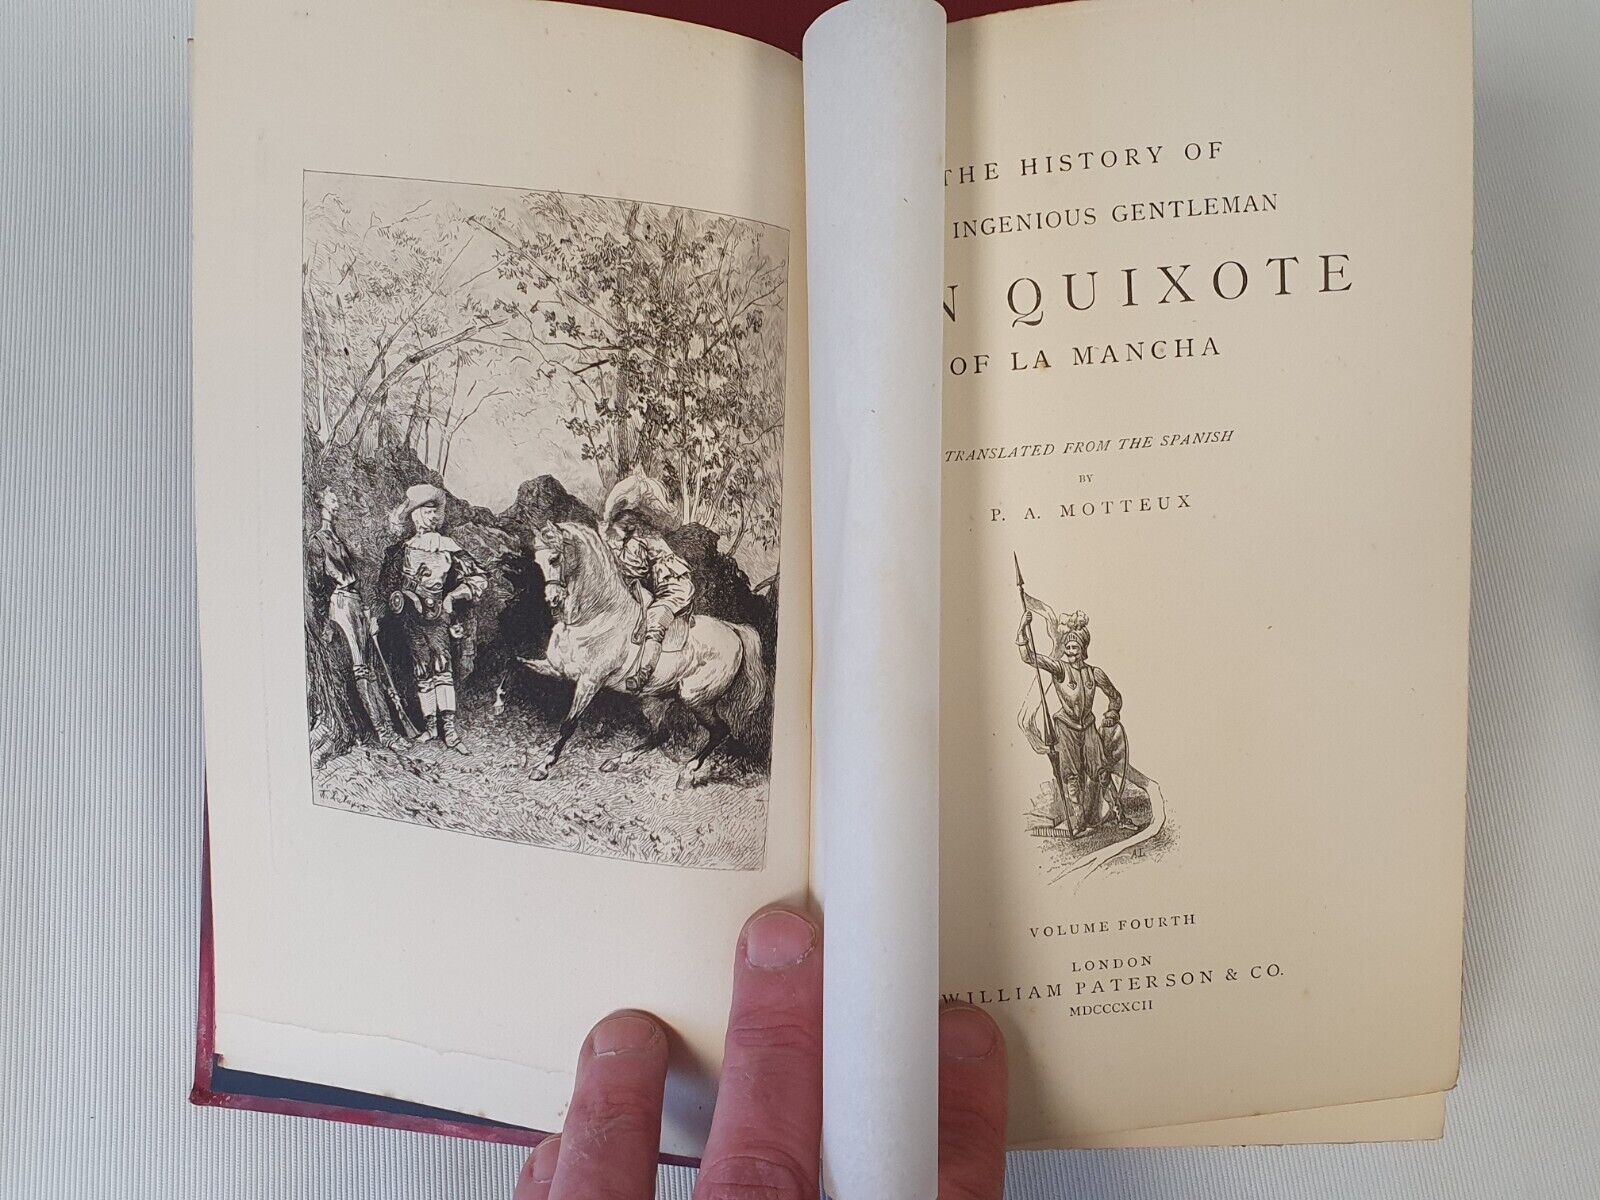 THE HISTORY OF
INGENIOUS GENTLEMAN
N QUIXOTE
OF LA MANCHA
TRANSLATED FROM THE SPANISH
BY
P. A. MOTTEUX
AL
VOLUME FOURTH
LONDON
WILLIAM PATERSON & CO.
MDCCCXCII